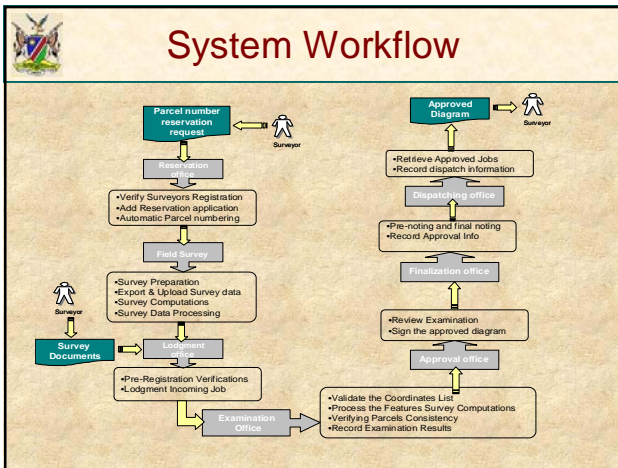 System Workflow
Parcel number
reservation
request
Surveyor
Reservation
office
•Verify Surveyors Registration
•Add Reservation application
•Automatic Parcel numbering
Field Survey
•Survey Preparation
•Export & Upload Survey data
•Survey Computations
•Survey Data Processing
Surveyor
Survey
Documents
Lodgment
office
•Pre-Registration Verifications
•Lodgment Incoming Job
Examination
Office
•Validate the Coordinates List
•Process the Features Survey Computations
•Verifying Parcels Consistency
•Record Examination Results
Approval office
•Review Examination
•Sign the approved diagram
Finalization office
•Pre-noting and final noting
•Record Approval Info
Dispatching office
•Retrieve Approved Jobs
•Record dispatch information
Approved
Diagram
Surveyor